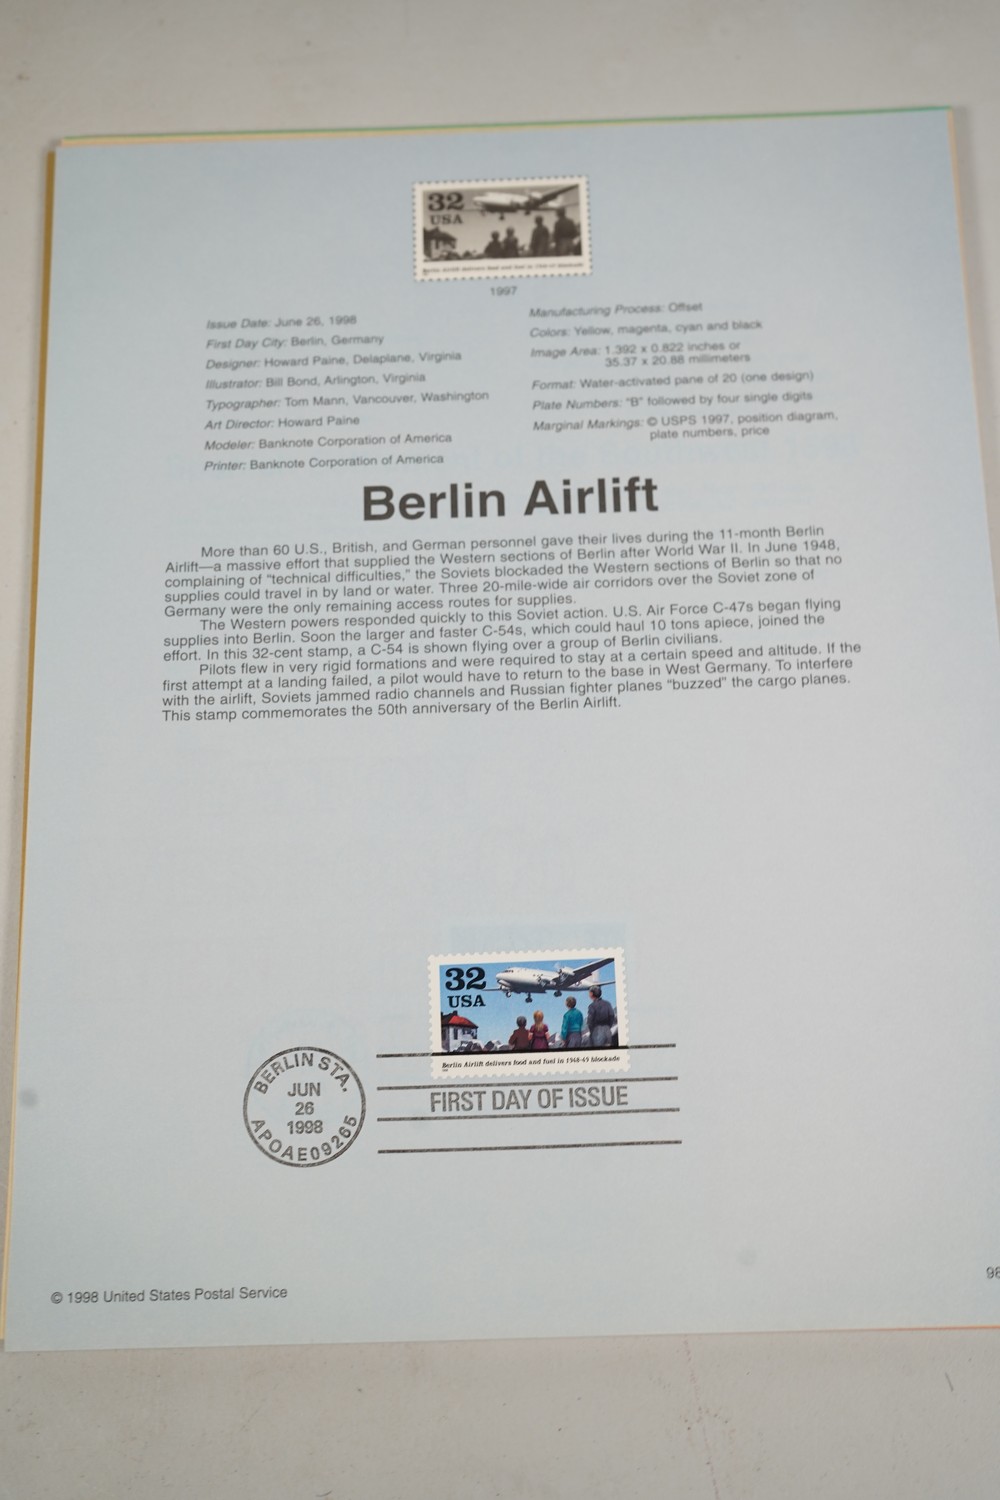 32
USA
1997
Issue Date: June 26, 1998
First Day City: Berlin, Germany
Designer: Howard Paine, Delaplane, Virginia
Illustrator: Bill Bond, Arlington, Virginia
Typographer: Tom Mann, Vancouver, Washington
Art Director: Howard Paine
Modeler: Banknote Corporation of America
Printer: Banknote Corporation of America
Manufacturing Process: Offset
Colors: Yellow, magenta, cyan and black
Image Area: 1.392 x 0.822 inches or
35.37 x 20.88 millimeters
Format: Water-activated pane of 20 (one design)
Plate Numbers: "B" followed by four single digits
Marginal Markings: © USPS 1997, position diagram,
plate numbers, price
Berlin Airlift
More than 60 U.S., British, and German personnel gave their lives during the 11-month Berlin
Airlift—a massive effort that supplied the Western sections of Berlin after World War II. In June 1948,
complaining of "technical difficulties," the Soviets blockaded the Western sections of Berlin so that no
supplies could travel in by land or water. Three 20-mile-wide air corridors over the Soviet zone of
Germany were the only remaining access routes for supplies.
The Western powers responded quickly to this Soviet action. U.S. Air Force C-47s began flying
supplies into Berlin. Soon the larger and faster C-54s, which could haul 10 tons apiece, joined the
effort. In this 32-cent stamp, a C-54 is shown flying over a group of Berlin civilians.
Pilots flew in very rigid formations and were required to stay at a certain speed and altitude. If the
first attempt at a landing failed, a pilot would have to return to the base in West Germany. To interfere
with the airlift, Soviets jammed radio channels and Russian fighter planes "buzzed" the cargo planes.
This stamp commemorates the 50th anniversary of the Berlin Airlift.
32
USA
Berlin Airlift delivers food and fuel in 1948-49 blockade
BERLIN STA.
JUN
26
1998
APO AE 09265
FIRST DAY OF ISSUE
© 1998 United States Postal Service
98